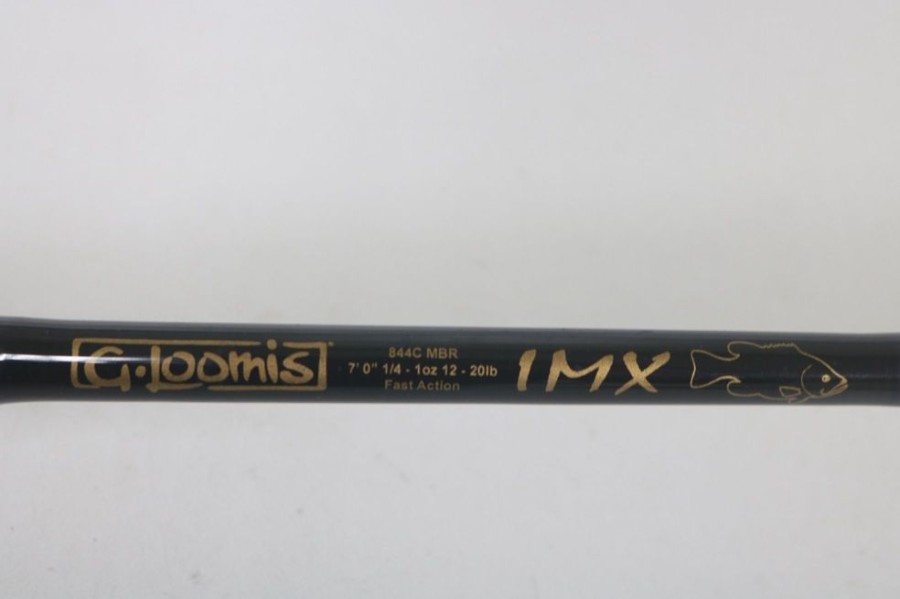 G.Loomis
844C MBR
7' 0" 1/4 - 1oz 12 - 20lb
Fast Action
IMX